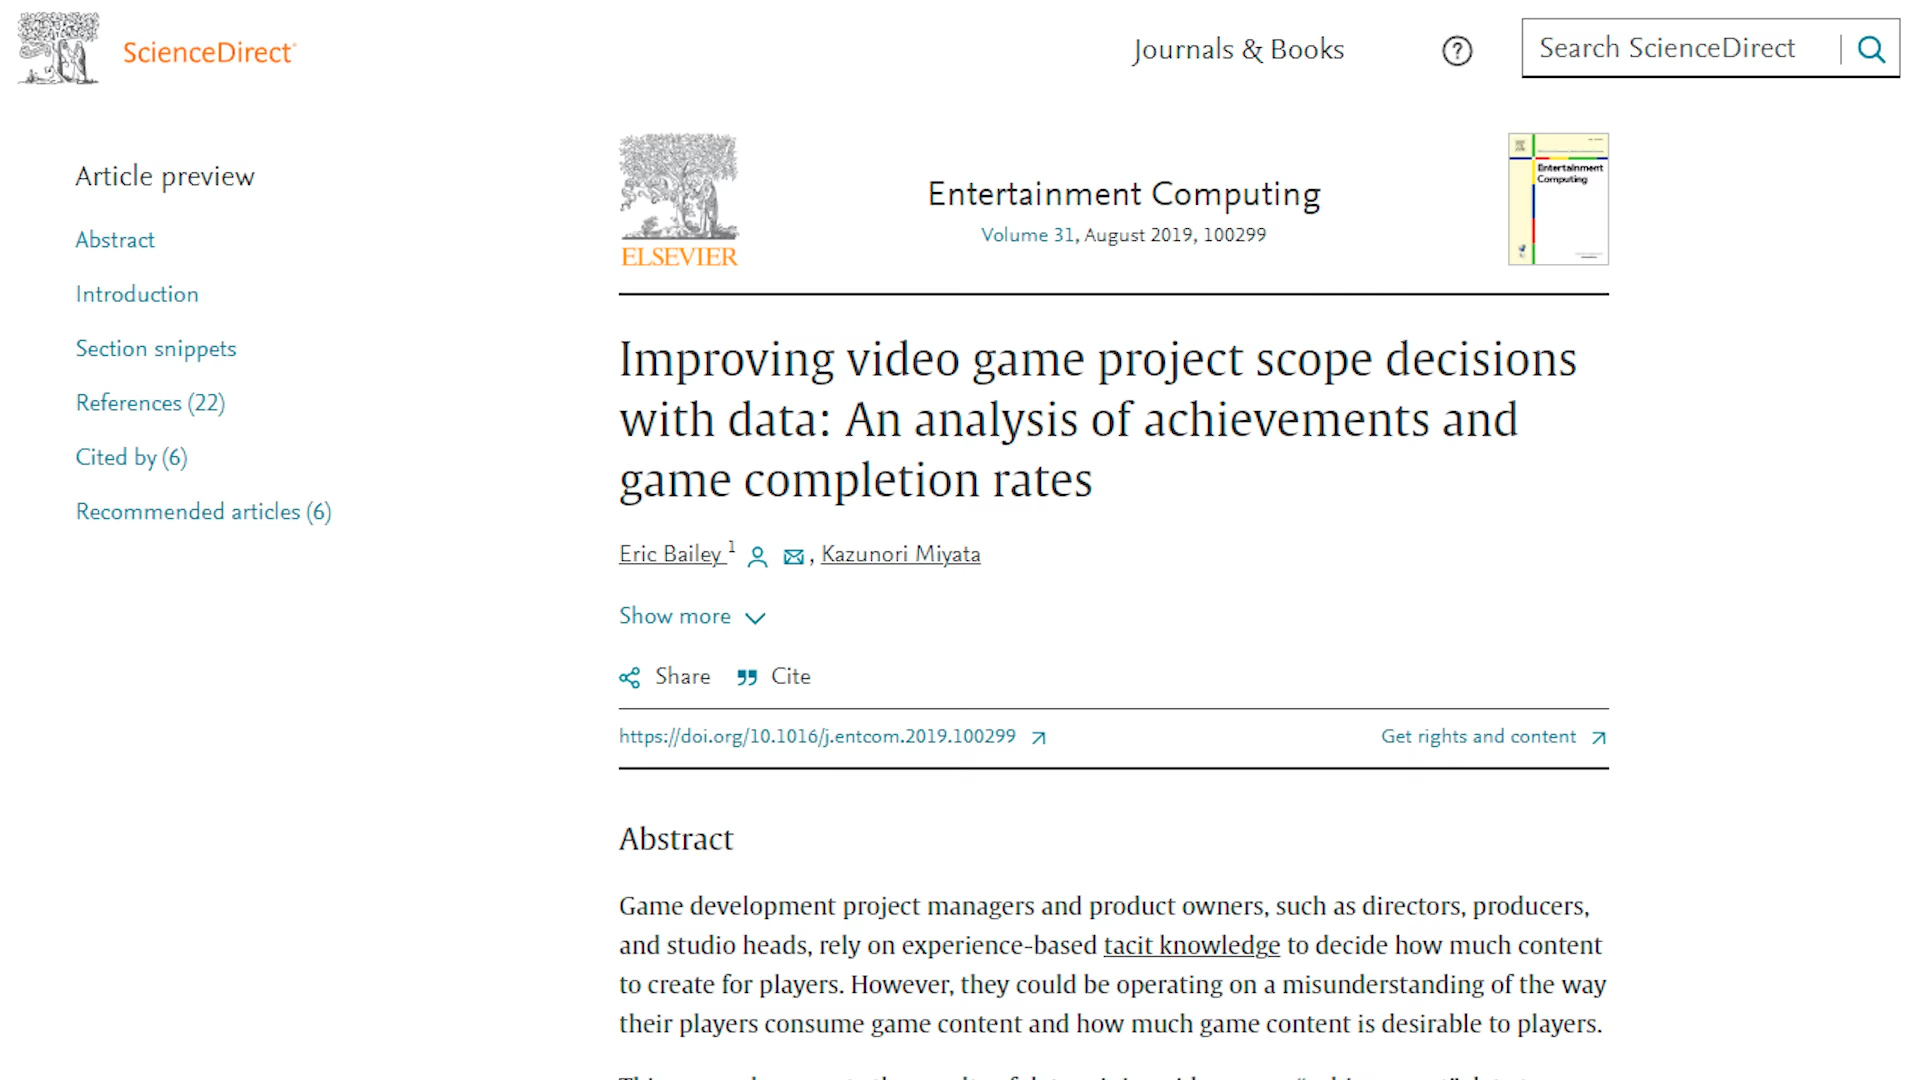 ScienceDirect
Journals & Books
Search ScienceDirect
Article preview
Abstract
Introduction
Section snippets
References (22)
Cited by (6)
Recommended articles (6)
ELSEVIER
Entertainment Computing
Volume 31, August 2019, 100299
Entertainment
Computing
Improving video game project scope decisions
with data: An analysis of achievements and
game completion rates
Eric Bailey 1 , Kazunori Miyata
Show more
Share Cite
https://doi.org/10.1016/j.entcom.2019.100299
Get rights and content
Abstract
Game development project managers and product owners, such as directors, producers,
and studio heads, rely on experience-based tacit knowledge to decide how much content
to create for players. However, they could be operating on a misunderstanding of the way
their players consume game content and how much game content is desirable to players.